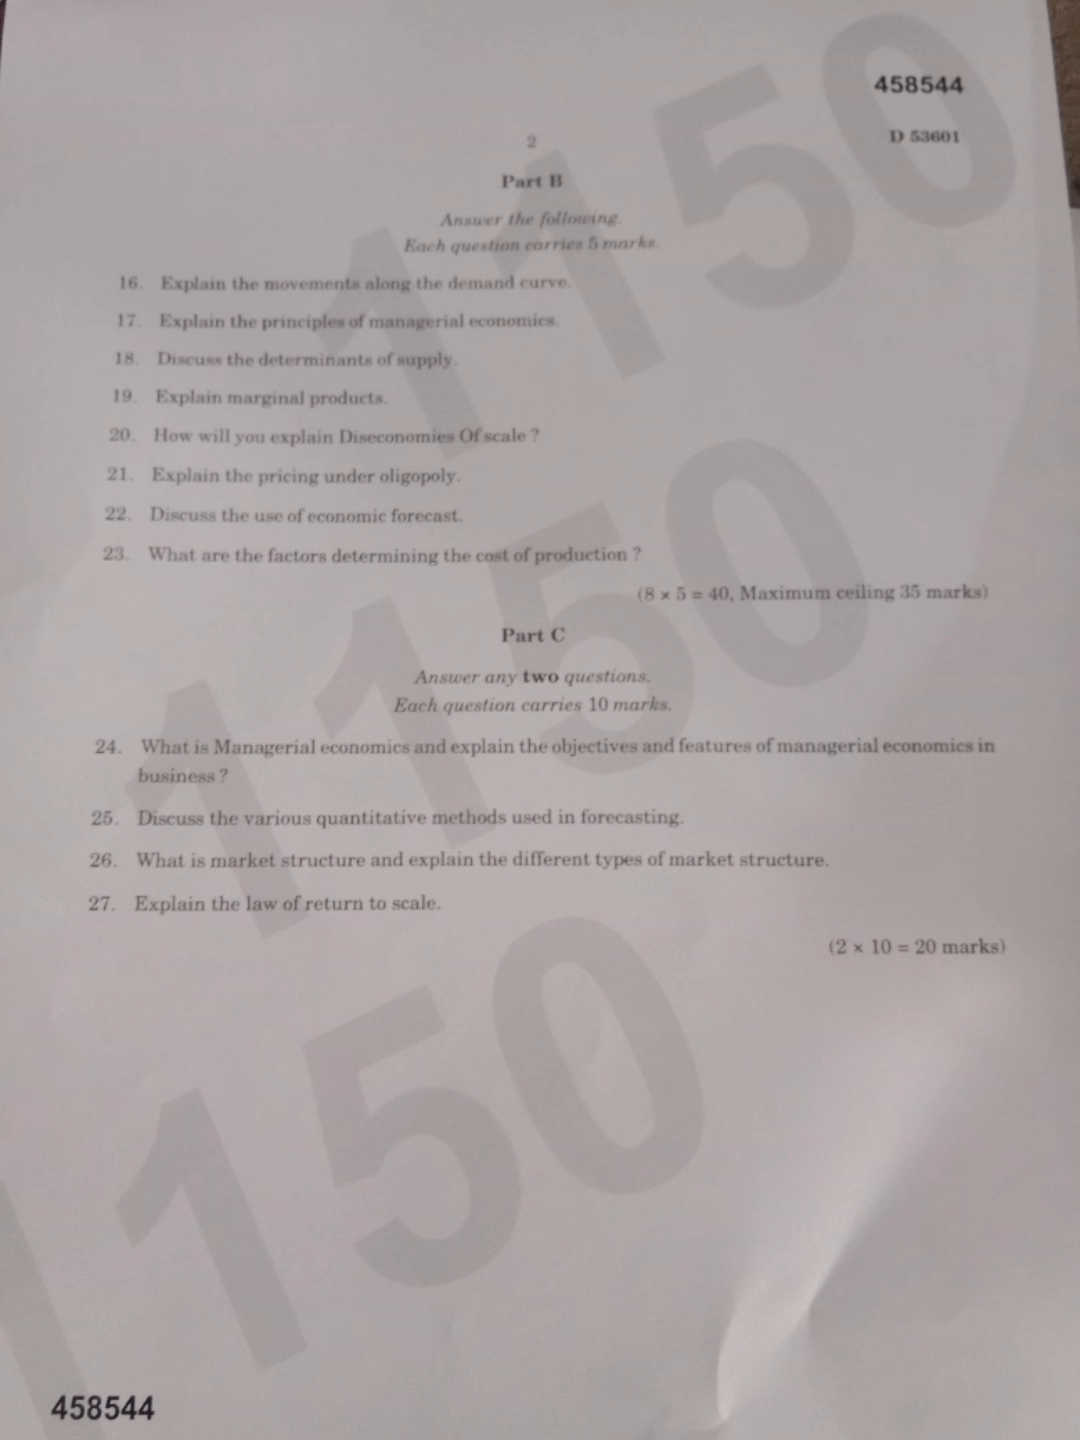 458544
D 53601
2
Part B
Answer the following.
Each question carries 5 marks.
16. Explain the movements along the demand curve.
17. Explain the principles of managerial economics.
18. Discuss the determinants of supply.
19. Explain marginal products.
20. How will you explain Diseconomies Of scale ?
21. Explain the pricing under oligopoly.
22. Discuss the use of economic forecast.
23. What are the factors determining the cost of production ?
(8 × 5 = 40, Maximum ceiling 35 marks)
Part C
Answer any two questions.
Each question carries 10 marks.
24. What is Managerial economics and explain the objectives and features of managerial economics in
business ?
25. Discuss the various quantitative methods used in forecasting.
26. What is market structure and explain the different types of market structure.
27. Explain the law of return to scale.
(2 × 10 = 20 marks)
1150
1150
1150
458544